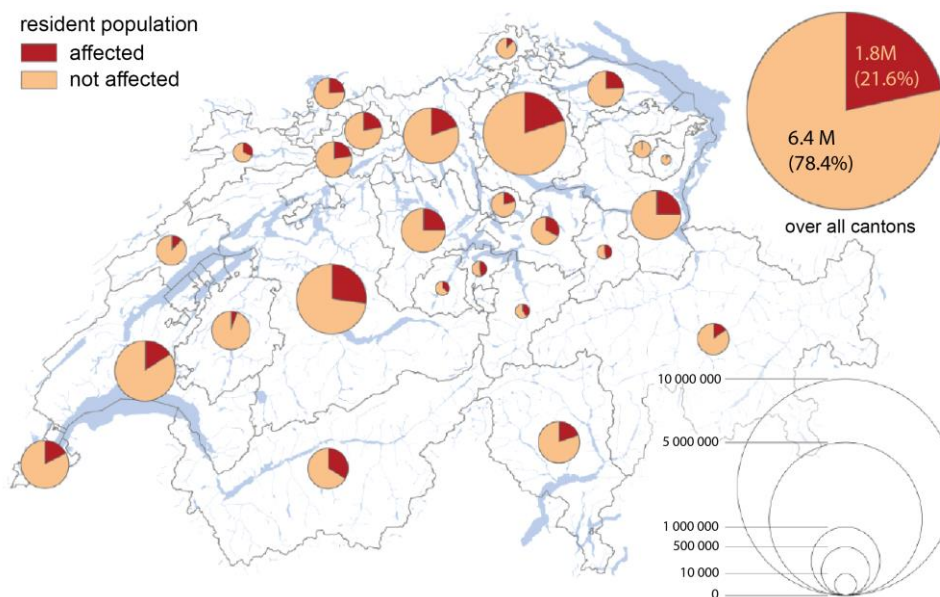 resident population
affected
not affected
1.8M
(21.6%)
6.4 M
(78.4%)
over all cantons
10 000 000
5 000 000
1 000 000
500 000
10 000
0